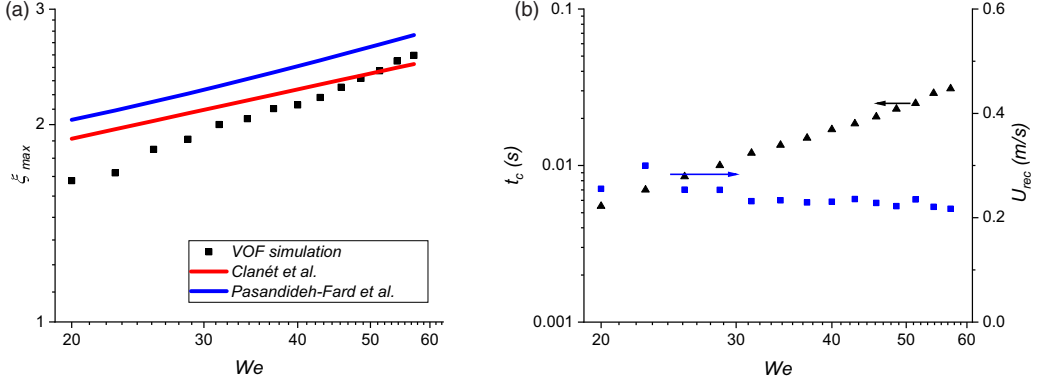 (a)
3
2
1
ξ max
20 30 40 50 60
We
VOF simulation
Clanét et al.
Pasandideh-Fard et al.
(b)
0.1
0.01
0.001
t_c (s)
0.6
0.4
0.2
0.0
U_rec (m/s)
20 30 40 50 60
We